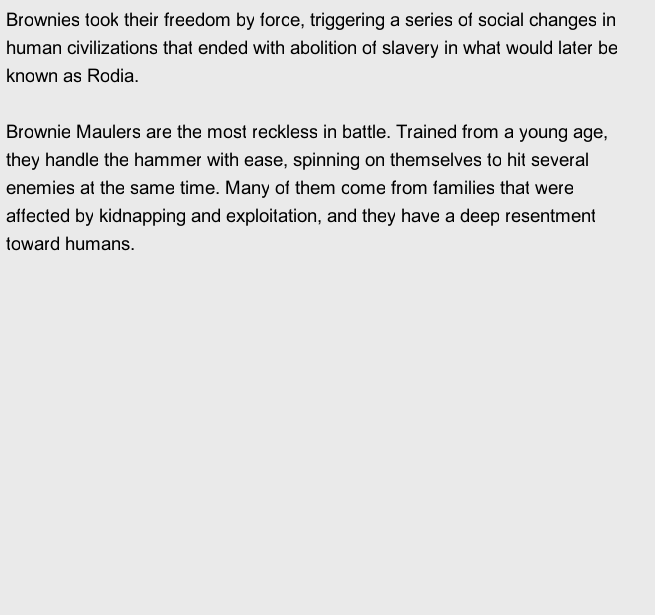 Brownies took their freedom by force, triggering a series of social changes in
human civilizations that ended with abolition of slavery in what would later be
known as Rodia.
Brownie Maulers are the most reckless in battle. Trained from a young age,
they handle the hammer with ease, spinning on themselves to hit several
enemies at the same time. Many of them come from families that were
affected by kidnapping and exploitation, and they have a deep resentment
toward humans.